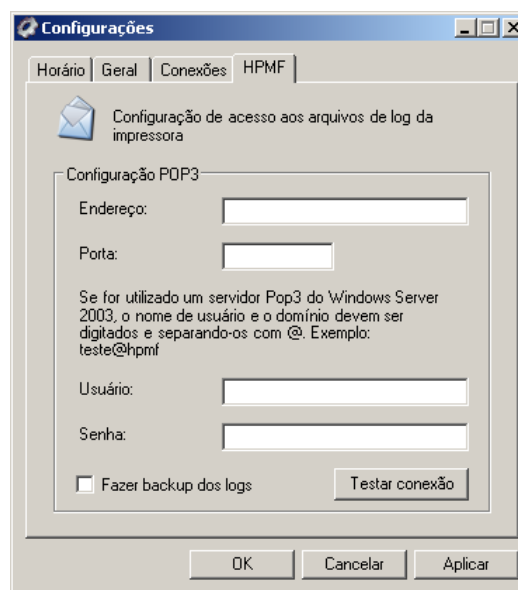 Configurações
Horário Geral Conexões HPMF
Configuração de acesso aos arquivos de log da
impressora
Configuração POP3
Endereço:
Porta:
Se for utilizado um servidor Pop3 do Windows Server
2003, o nome de usuário e o domínio devem ser
digitados e separando-os com @. Exemplo:
teste@hpmf
Usuário:
Senha:
Fazer backup dos logs Testar conexão
OK Cancelar Aplicar